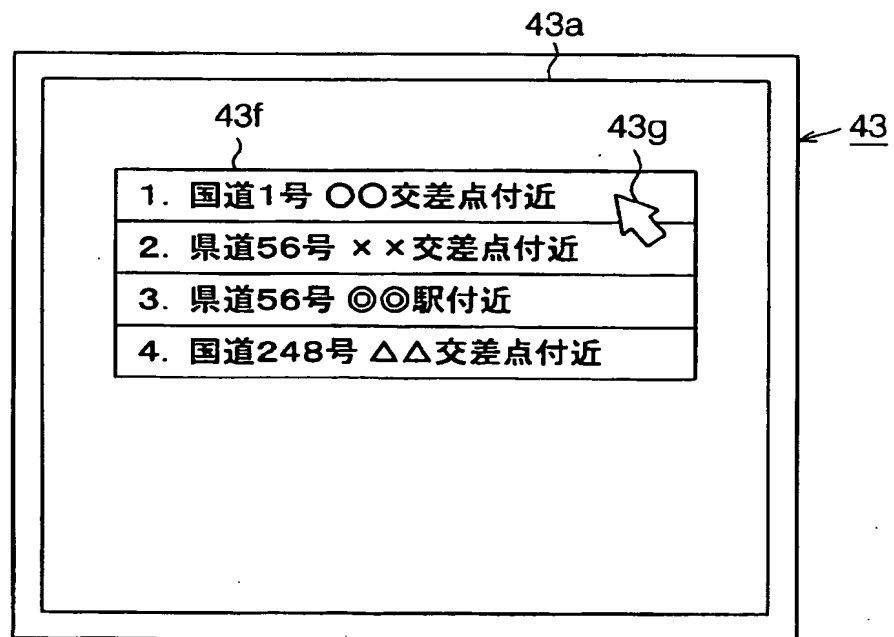 43a
43
43f
43g
1. 国道1号 〇〇交差点付近
2. 県道56号 ××交差点付近
3. 県道56号 ◎◎駅付近
4. 国道248号 △△交差点付近